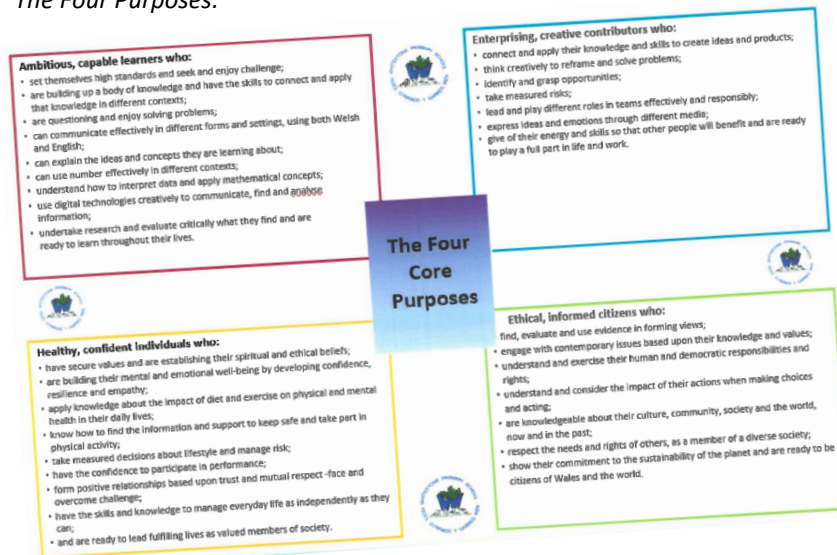 The Four Purposes:
Ambitious, capable learners who:
• set themselves high standards and seek and enjoy challenge;
• are building up a body of knowledge and have the skills to connect and apply
that knowledge in different contexts;
• are questioning and enjoy solving problems;
• can communicate effectively in different forms and settings, using both Welsh
and English;
• can explain the ideas and concepts they are learning about;
• can use number effectively in different contexts;
• understand how to interpret data and apply mathematical concepts;
• use digital technologies creatively to communicate, find and analyse
information;
• undertake research and evaluate critically what they find and are
ready to learn throughout their lives.
Enterprising, creative contributors who:
• connect and apply their knowledge and skills to create ideas and products;
• think creatively to reframe and solve problems;
• identify and grasp opportunities;
• take measured risks;
• lead and play different roles in teams effectively and responsibly;
• express ideas and emotions through different media;
• give of their energy and skills so that other people will benefit and are ready
to play a full part in life and work.
The Four
Core
Purposes
Healthy, confident individuals who:
• have secure values and are establishing their spiritual and ethical beliefs;
• are building their mental and emotional well-being by developing confidence,
resilience and empathy;
• apply knowledge about the impact of diet and exercise on physical and mental
health in their daily lives;
• know how to find the information and support to keep safe and take part in
physical activity;
• take measured decisions about lifestyle and manage risk;
• have the confidence to participate in performance;
• form positive relationships based upon trust and mutual respect -face and
overcome challenge;
• have the skills and knowledge to manage everyday life as independently as they
can;
• and are ready to lead fulfilling lives as valued members of society.
Ethical, informed citizens who:
find, evaluate and use evidence in forming views;
• engage with contemporary issues based upon their knowledge and values;
• understand and exercise their human and democratic responsibilities and
rights;
• understand and consider the impact of their actions when making choices
and acting;
• are knowledgeable about their culture, community, society and the world,
now and in the past;
• respect the needs and rights of others, as a member of a diverse society;
• show their commitment to the sustainability of the planet and are ready to be
citizens of Wales and the world.